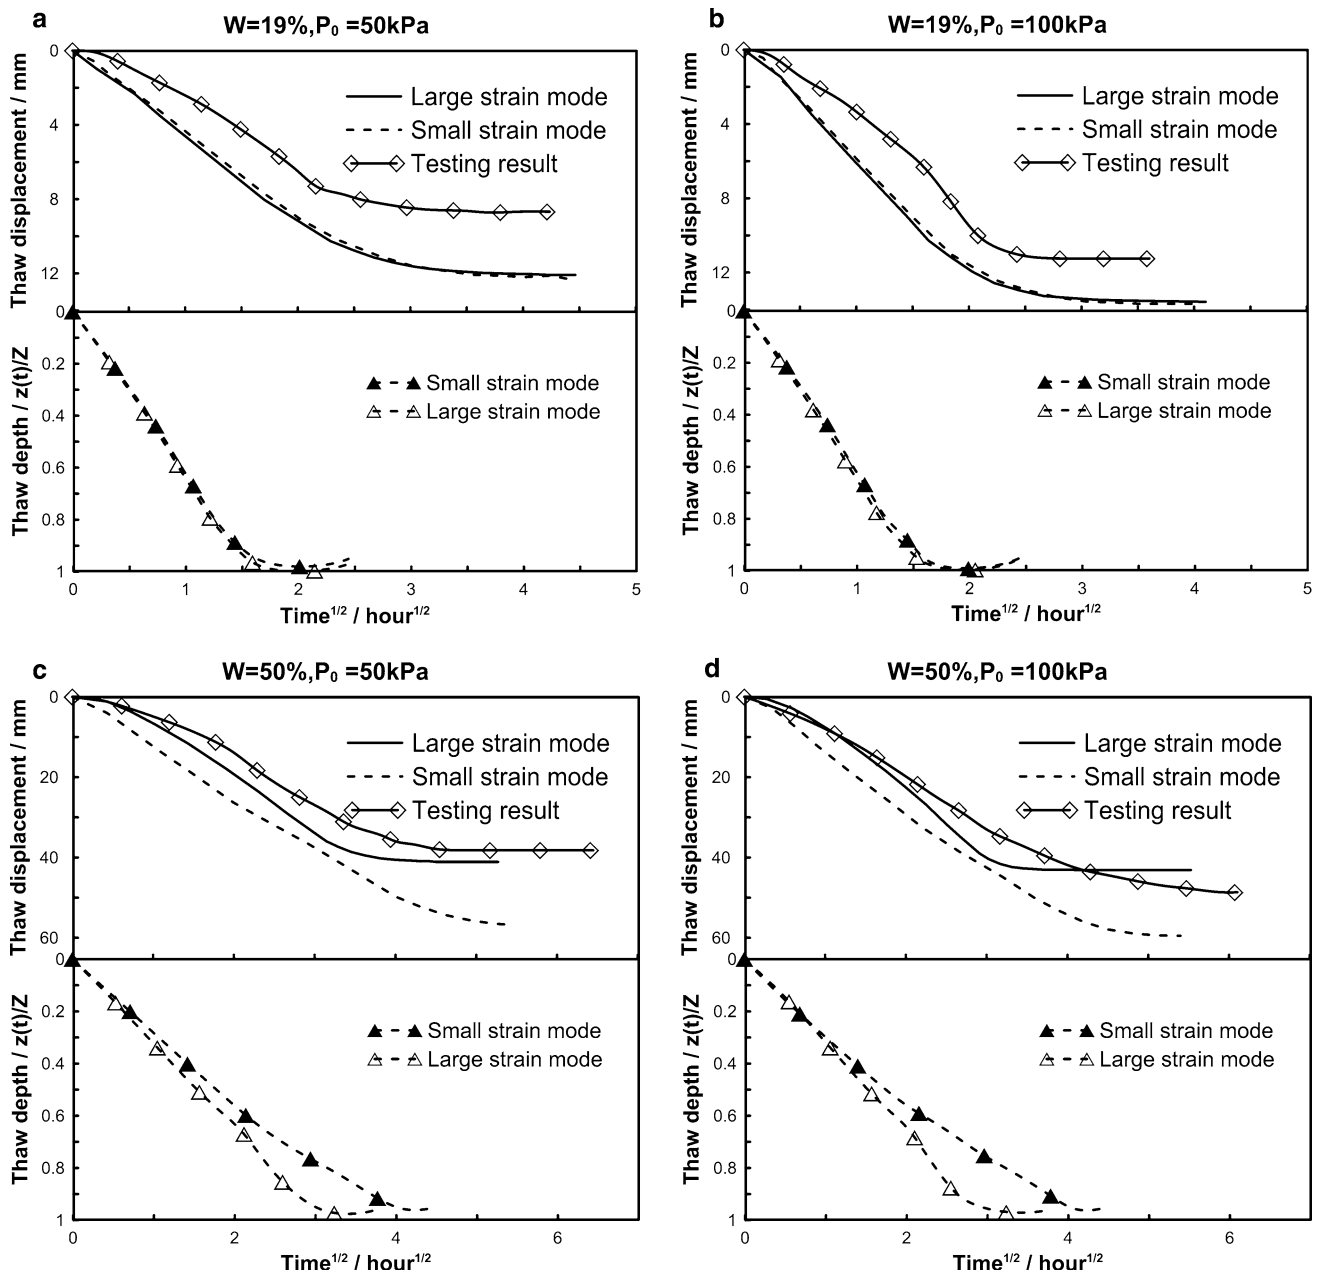 a
W=19%,P₀ =50kPa
Thaw displacement / mm
0
4
8
12
Large strain mode
Small strain mode
Testing result
Thaw depth / z(t)/Z
0
0.2
0.4
0.6
0.8
1
Small strain mode
Large strain mode
0 1 2 3 4 5
Time^1/2 / hour^1/2
b
W=19%,P₀ =100kPa
Thaw displacement / mm
0
4
8
12
Large strain mode
Small strain mode
Testing result
Thaw depth / z(t)/Z
0
0.2
0.4
0.6
0.8
1
Small strain mode
Large strain mode
0 1 2 3 4 5
Time^1/2 / hour^1/2
c
W=50%,P₀ =50kPa
Thaw displacement / mm
0
20
40
60
Large strain mode
Small strain mode
Testing result
Thaw depth / z(t)/Z
0
0.2
0.4
0.6
0.8
1
Small strain mode
Large strain mode
0 2 4 6
Time^1/2 / hour^1/2
d
W=50%,P₀ =100kPa
Thaw displacement / mm
0
20
40
60
Large strain mode
Small strain mode
Testing result
Thaw depth / z(t)/Z
0
0.2
0.4
0.6
0.8
1
Small strain mode
Large strain mode
0 2 4 6
Time^1/2 / hour^1/2